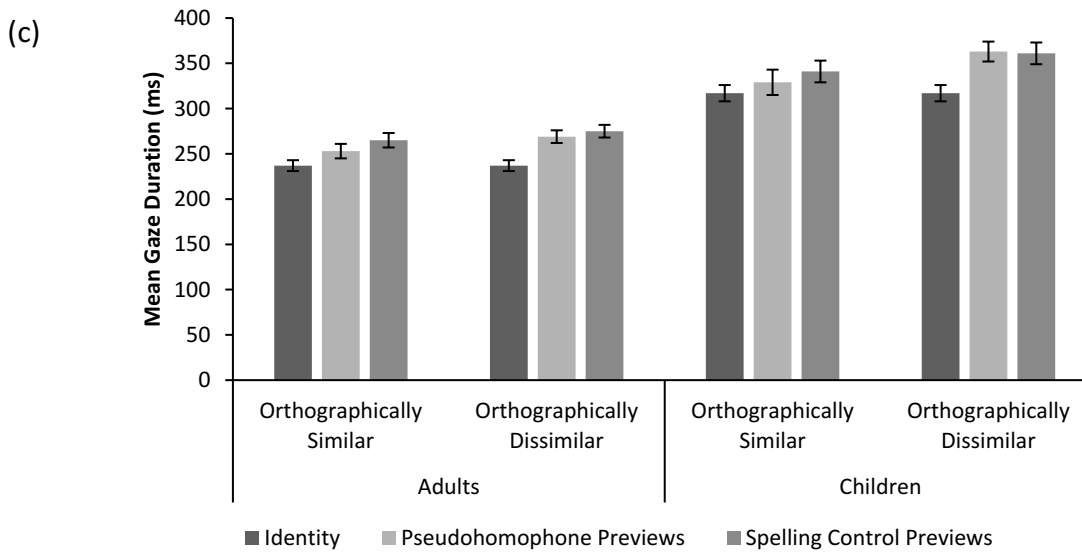 (c)
Mean Gaze Duration (ms)
400
350
300
250
200
150
100
50
0
Orthographically Similar
Orthographically Dissimilar
Orthographically Similar
Orthographically Dissimilar
Adults
Children
Identity
Pseudohomophone Previews
Spelling Control Previews